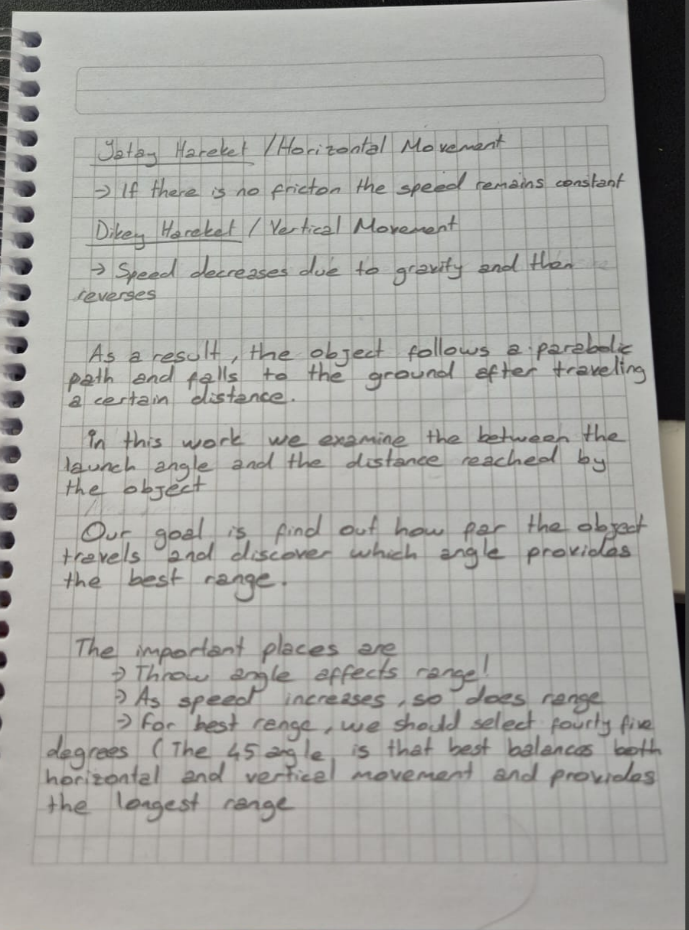 Yatay Hareket / Horizontal Movement
→ If there is no fricton the speed remains constant
Dikey Hareket / Vertical Movement
→ Speed decreases due to gravity and then
reverses
As a result, the object follows a parabolic
path and falls to the ground after traveling
a certain distance.
in this work we examine the between the
launch angle and the distance reached by
the object
Our goal is find out how far the object
travels and discover which angle provides
the best range.
The important places are
→ Throw angle affects range!
→ As speed increases, so does range
→ For best range, we should select fourty five
degrees (The 45 angle is that best balances both
horizontal and vertical movement and provides
the longest range